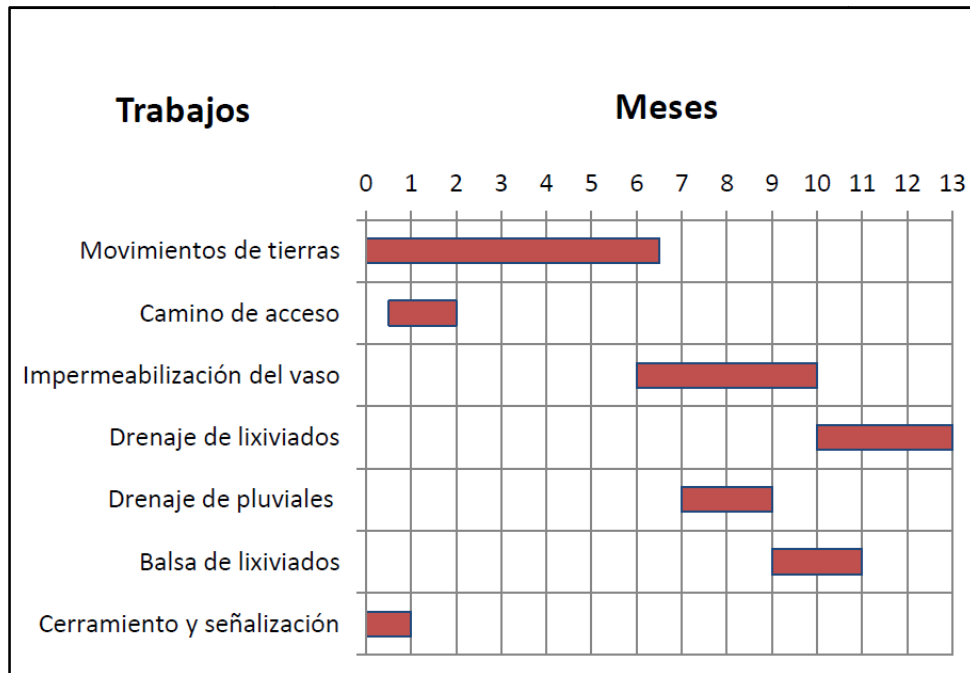 Trabajos
Meses
0 1 2 3 4 5 6 7 8 9 10 11 12 13
Movimientos de tierras
Camino de acceso
Impermeabilización del vaso
Drenaje de lixiviados
Drenaje de pluviales
Balsa de lixiviados
Cerramiento y señalización